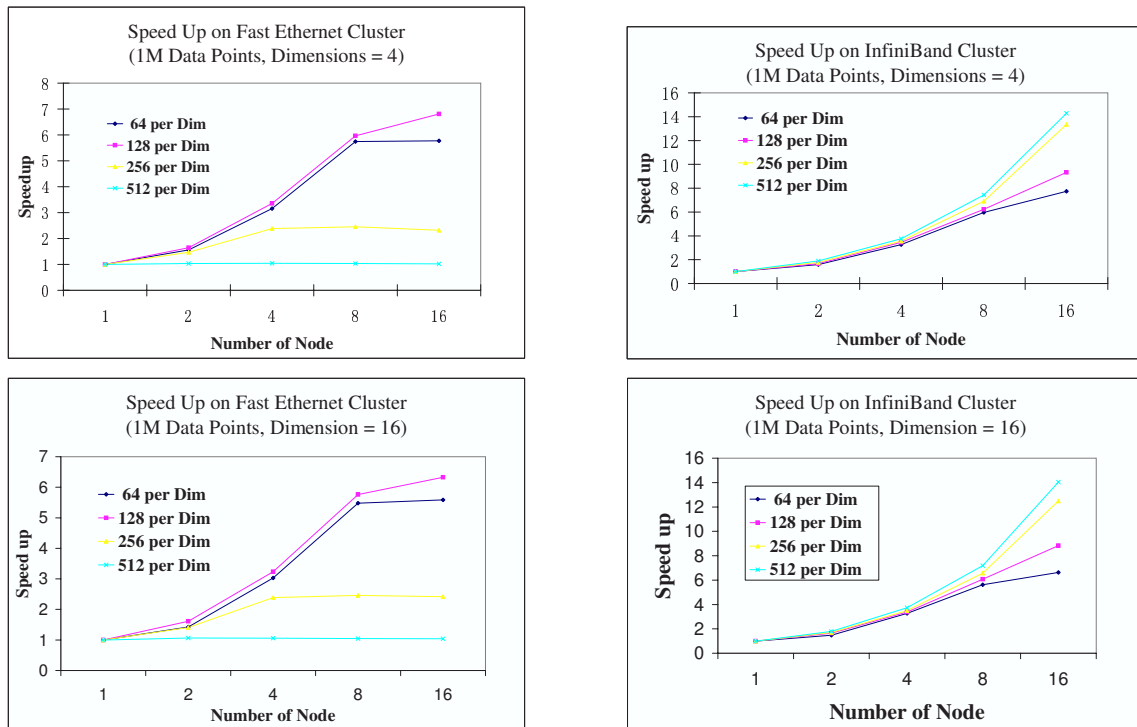 Speed Up on Fast Ethernet Cluster
(1M Data Points, Dimensions = 4)
8
7
6
5
4
3
2
1
0
Speedup
64 per Dim
128 per Dim
256 per Dim
512 per Dim
1 2 4 8 16
Number of Node
Speed Up on InfiniBand Cluster
(1M Data Points, Dimensions = 4)
16
14
12
10
8
6
4
2
0
Speed up
64 per Dim
128 per Dim
256 per Dim
512 per Dim
1 2 4 8 16
Number of Node
Speed Up on Fast Ethernet Cluster
(1M Data Points, Dimension = 16)
7
6
5
4
3
2
1
0
Speed up
64 per Dim
128 per Dim
256 per Dim
512 per Dim
1 2 4 8 16
Number of Node
Speed Up on InfiniBand Cluster
(1M Data Points, Dimension = 16)
16
14
12
10
8
6
4
2
0
Speed up
64 per Dim
128 per Dim
256 per Dim
512 per Dim
1 2 4 8 16
Number of Node